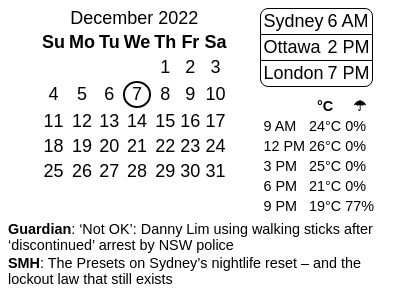 December 2022
Su Mo Tu We Th Fr Sa
1 2 3
4 5 6 7 8 9 10
11 12 13 14 15 16 17
18 19 20 21 22 23 24
25 26 27 28 29 30 31
Sydney 6 AM
Ottawa 2 PM
London 7 PM
°C ☂
9 AM 24°C 0%
12 PM 26°C 0%
3 PM 25°C 0%
6 PM 21°C 0%
9 PM 19°C 77%
Guardian: ‘Not OK’: Danny Lim using walking sticks after
‘discontinued’ arrest by NSW police
SMH: The Presets on Sydney’s nightlife reset – and the
lockout law that still exists